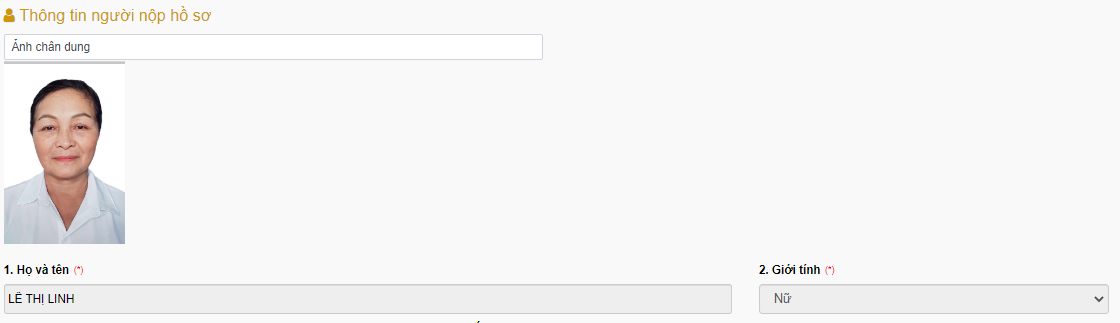 Thông tin người nộp hồ sơ
Ảnh chân dung
1. Họ và tên (*)
2. Giới tính (*)
LÊ THỊ LINH
Nữ